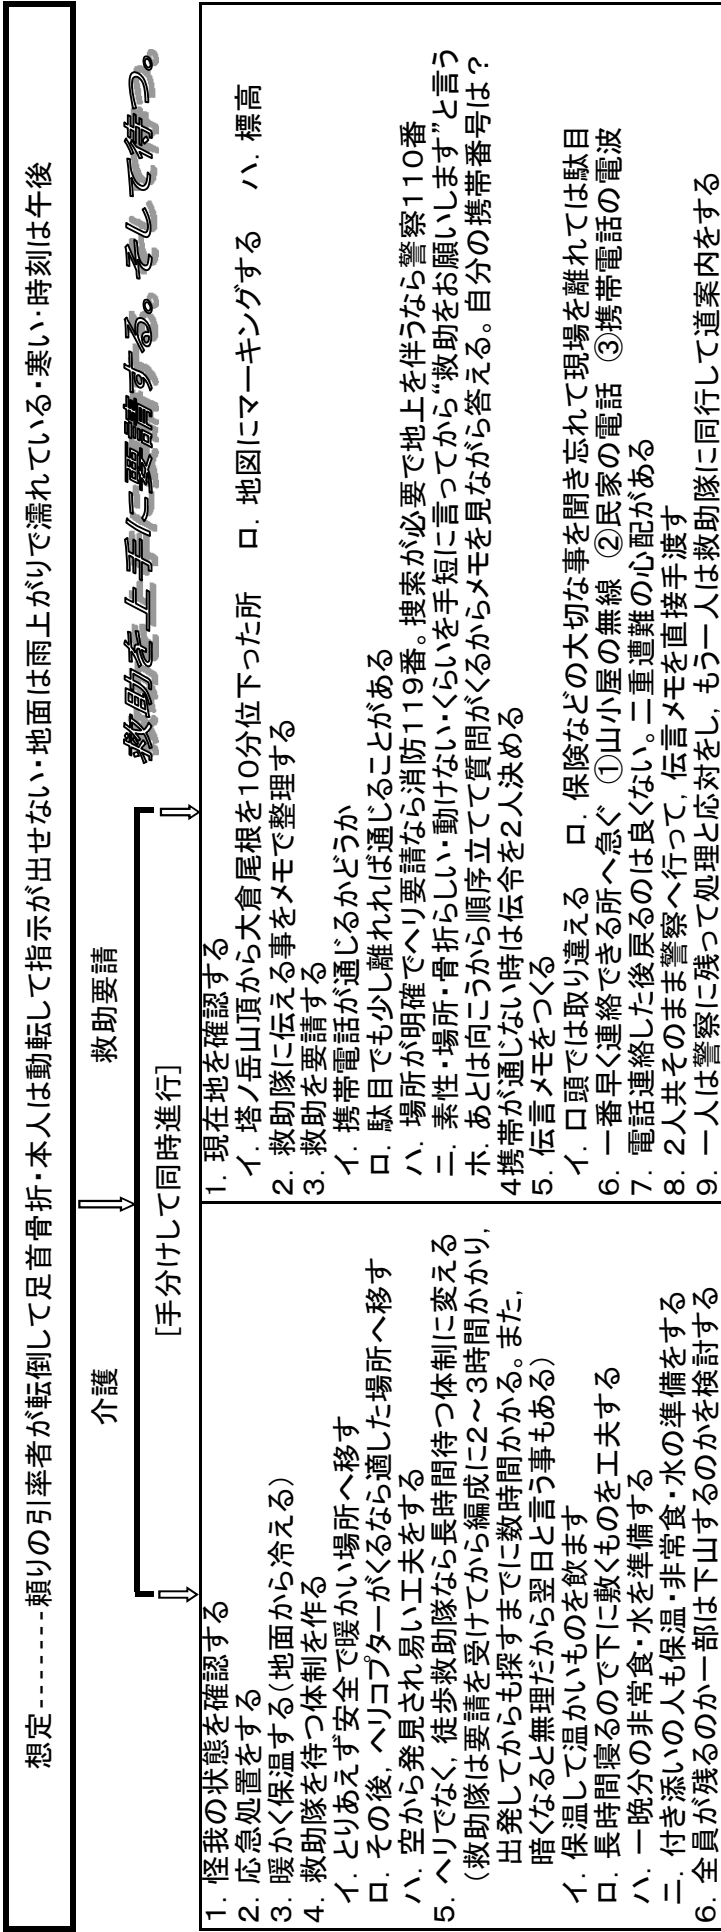 想定-------頼りの引率者が転倒して足首骨折・本人は動転して指示が出せない・地面は雨上がりで濡れている・寒い・時刻は午後
救助を上手に要請する。そして待つ。
介護
救助要請
[手分けして同時進行]
1. 怪我の状態を確認する
2. 応急処置をする
3. 暖かく保温する(地面から冷える)
4. 救助隊を待つ体制を作る
イ. とりあえず安全で暖かい場所へ移す
ロ. その後, ヘリコプターがくるなら適した場所へ移す
ハ. 空から発見され易い工夫をする
5. ヘリでなく, 徒歩救助隊なら長時間待つ体制に変える
(救助隊は要請を受けてから編成に2〜3時間かかり,
出発してからも探すまでに数時間かかる。また,
暗くなると無理だから翌日と言う事もある)
イ. 保温して温かいものを飲ます
ロ. 長時間寝るので下に敷くものを工夫する
ハ. 一晩分の非常食・水を準備する
ニ. 付き添いの人も保温・非常食・水の準備をする
6. 全員が残るのか一部は下山するのかを検討する
1. 現在地を確認する
イ. 塔ノ岳山頂から大倉尾根を10分位下った所 ロ. 地図にマーキングする ハ. 標高
2. 救助隊に伝える事をメモで整理する
3. 救助を要請する
イ. 携帯電話が通じるかどうか
ロ. 駄目でも少し離れれば通じることがある
ハ. 場所が明確でヘリ要請なら消防119番。捜索が必要で地上を伴うなら警察110番
ニ. 素性・場所・骨折らしい・動けない・くらいを手短に言ってから“救助をお願いします”と言う
ホ. あとは向こうから順序立てて質問がくるからメモを見ながら答える。自分の携帯番号は?
4携帯が通じない時は伝令を2人決める
5. 伝言メモをつくる
イ. 口頭では取り違える ロ. 保険などの大切な事を聞き忘れて現場を離れては駄目
6. 一番早く連絡できる所へ急ぐ ①山小屋の無線 ②民家の電話 ③携帯電話の電波
7. 電話連絡した後戻るのは良くない。二重遭難の心配がある
8. 2人共そのまま警察へ行って, 伝言メモを直接手渡す
9. 一人は警察に残って処理と応対をし, もう一人は救助隊に同行して道案内をする